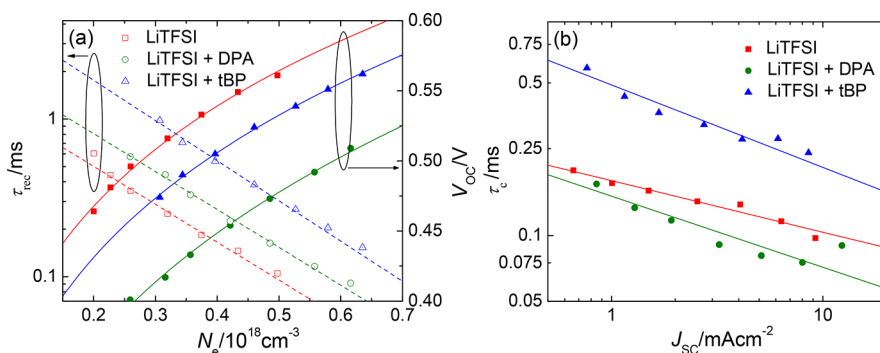 (a)
LiTFSI
LiTFSI + DPA
LiTFSI + tBP
1
0.1
τrec/ms
0.2 0.3 0.4 0.5 0.6 0.7
Ne/10^18cm-3
0.60
0.55
0.50
0.45
0.40
VOC/V
(b)
LiTFSI
LiTFSI + DPA
LiTFSI + tBP
0.75
0.5
0.25
0.1
0.075
0.05
τc/ms
1 10
JSC/mAcm-2